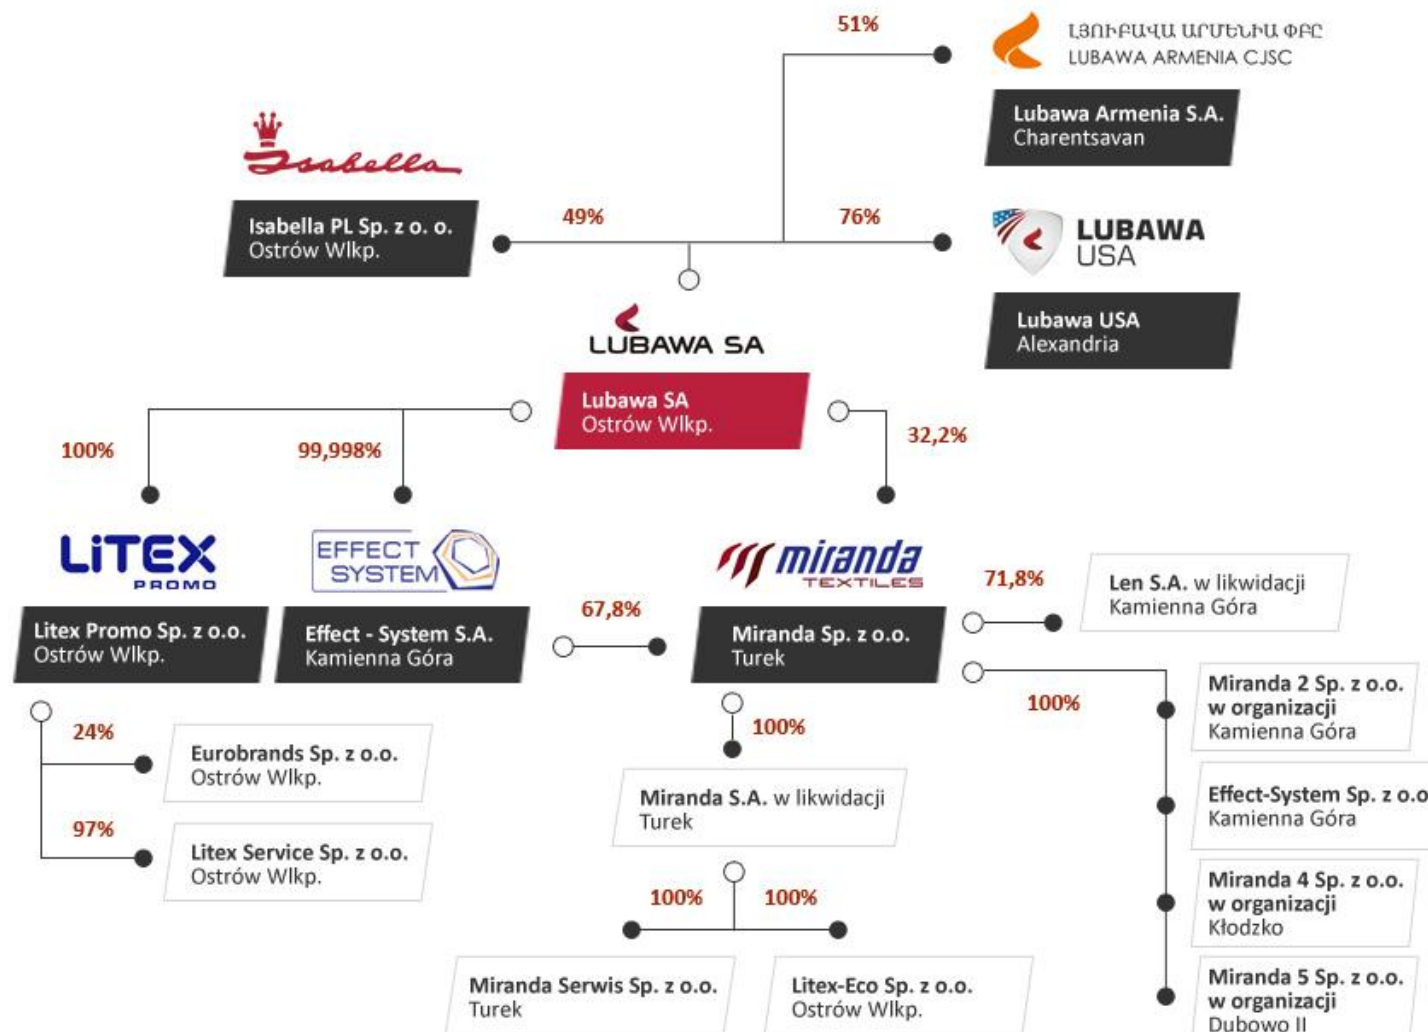 51%
ԼՅՈՒԲԱՎԱ ԱՐՄԵՆԻԱ ՓԲԸ
LUBAWA ARMENIA CJSC
Lubawa Armenia S.A.
Charentsavan
Isabella
Isabella PL Sp. z o. o.
Ostrów Wlkp.
49%
76%
LUBAWA
USA
Lubawa USA
Alexandria
LUBAWA SA
Lubawa SA
Ostrów Wlkp.
100%
99,998%
32,2%
LiTEX
PROMO
Litex Promo Sp. z o.o.
Ostrów Wlkp.
EFFECT
SYSTEM
Effect - System S.A.
Kamienna Góra
67,8%
miranda
TEXTILES
Miranda Sp. z o.o.
Turek
71,8%
Len S.A. w likwidacji
Kamienna Góra
100%
Miranda 2 Sp. z o.o.
w organizacji
Kamienna Góra
Effect-System Sp. z o.o
Kamienna Góra
Miranda 4 Sp. z o.o.
w organizacji
Kłodzko
Miranda 5 Sp. z o.o.
w organizacji
Dubowo II
24%
Eurobrands Sp. z o.o.
Ostrów Wlkp.
97%
Litex Service Sp. z o.o.
Ostrów Wlkp.
100%
Miranda S.A. w likwidacji
Turek
100%
100%
Miranda Serwis Sp. z o.o.
Turek
Litex-Eco Sp. z o.o.
Ostrów Wlkp.